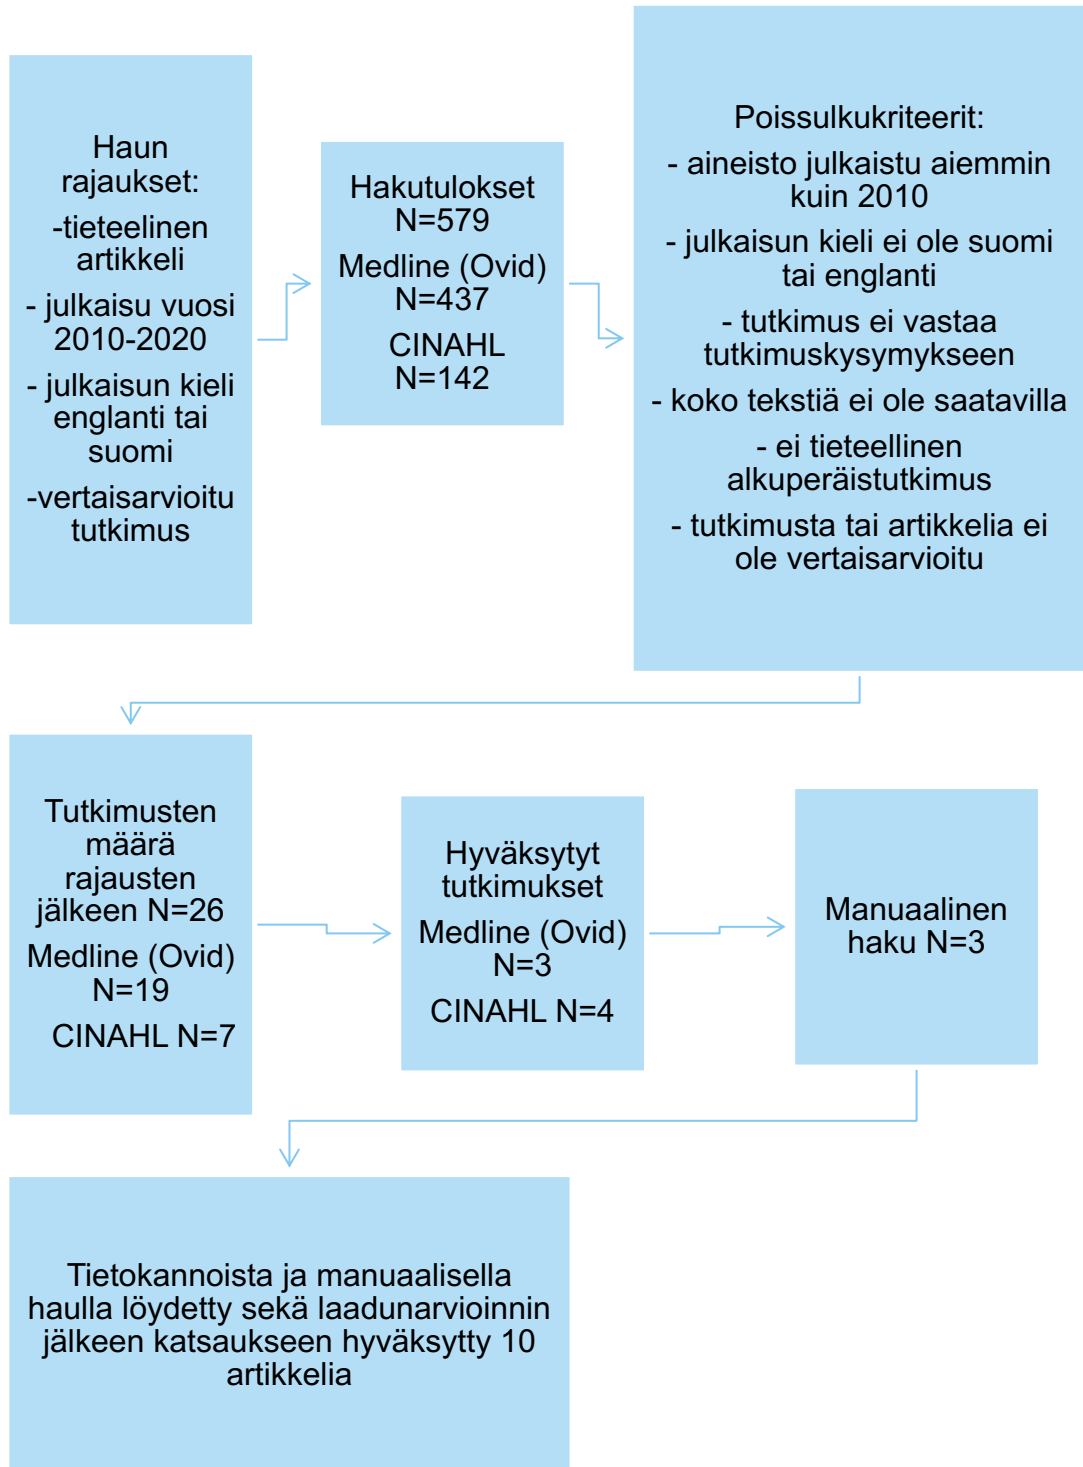 Haun
rajaukset:
-tieteelinen
artikkeli
- julkaisu vuosi
2010-2020
- julkaisun kieli
englanti tai
suomi
-vertaisarvioitu
tutkimus
Hakutulokset
N=579
Medline (Ovid)
N=437
CINAHL
N=142
Poissulkukriteerit:
- aineisto julkaistu aiemmin
kuin 2010
- julkaisun kieli ei ole suomi
tai englanti
- tutkimus ei vastaa
tutkimuskysymykseen
- koko tekstiä ei ole saatavilla
- ei tieteellinen
alkuperäistutkimus
- tutkimusta tai artikkelia ei
ole vertaisarvioitu
Tutkimusten
määrä
rajausten
jälkeen N=26
Medline (Ovid)
N=19
CINAHL N=7
Hyväksytyt
tutkimukset
Medline (Ovid)
N=3
CINAHL N=4
Manuaalinen
haku N=3
Tietokannoista ja manuaalisella
haulla löydetty sekä laadunarvioinnin
jälkeen katsaukseen hyväksytty 10
artikkelia